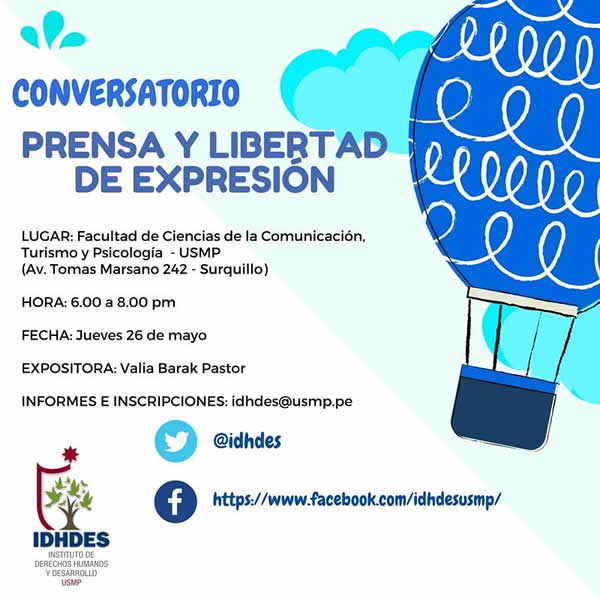 CONVERSATORIO
PRENSA Y LIBERTAD
DE EXPRESIÓN
LUGAR: Facultad de Ciencias de la Comunicación,
Turismo y Psicología - USMP
(Av. Tomas Marsano 242 - Surquillo)
HORA: 6.00 a 8.00 pm
FECHA: Jueves 26 de mayo
EXPOSITORA: Valia Barak Pastor
INFORMES E INSCRIPCIONES: idhdes@usmp.pe
@idhdes
https://www.facebook.com/idhdesusmp/
IDHDES
INSTITUTO DE
DERECHOS HUMANOS
Y DESARROLLO
USMP